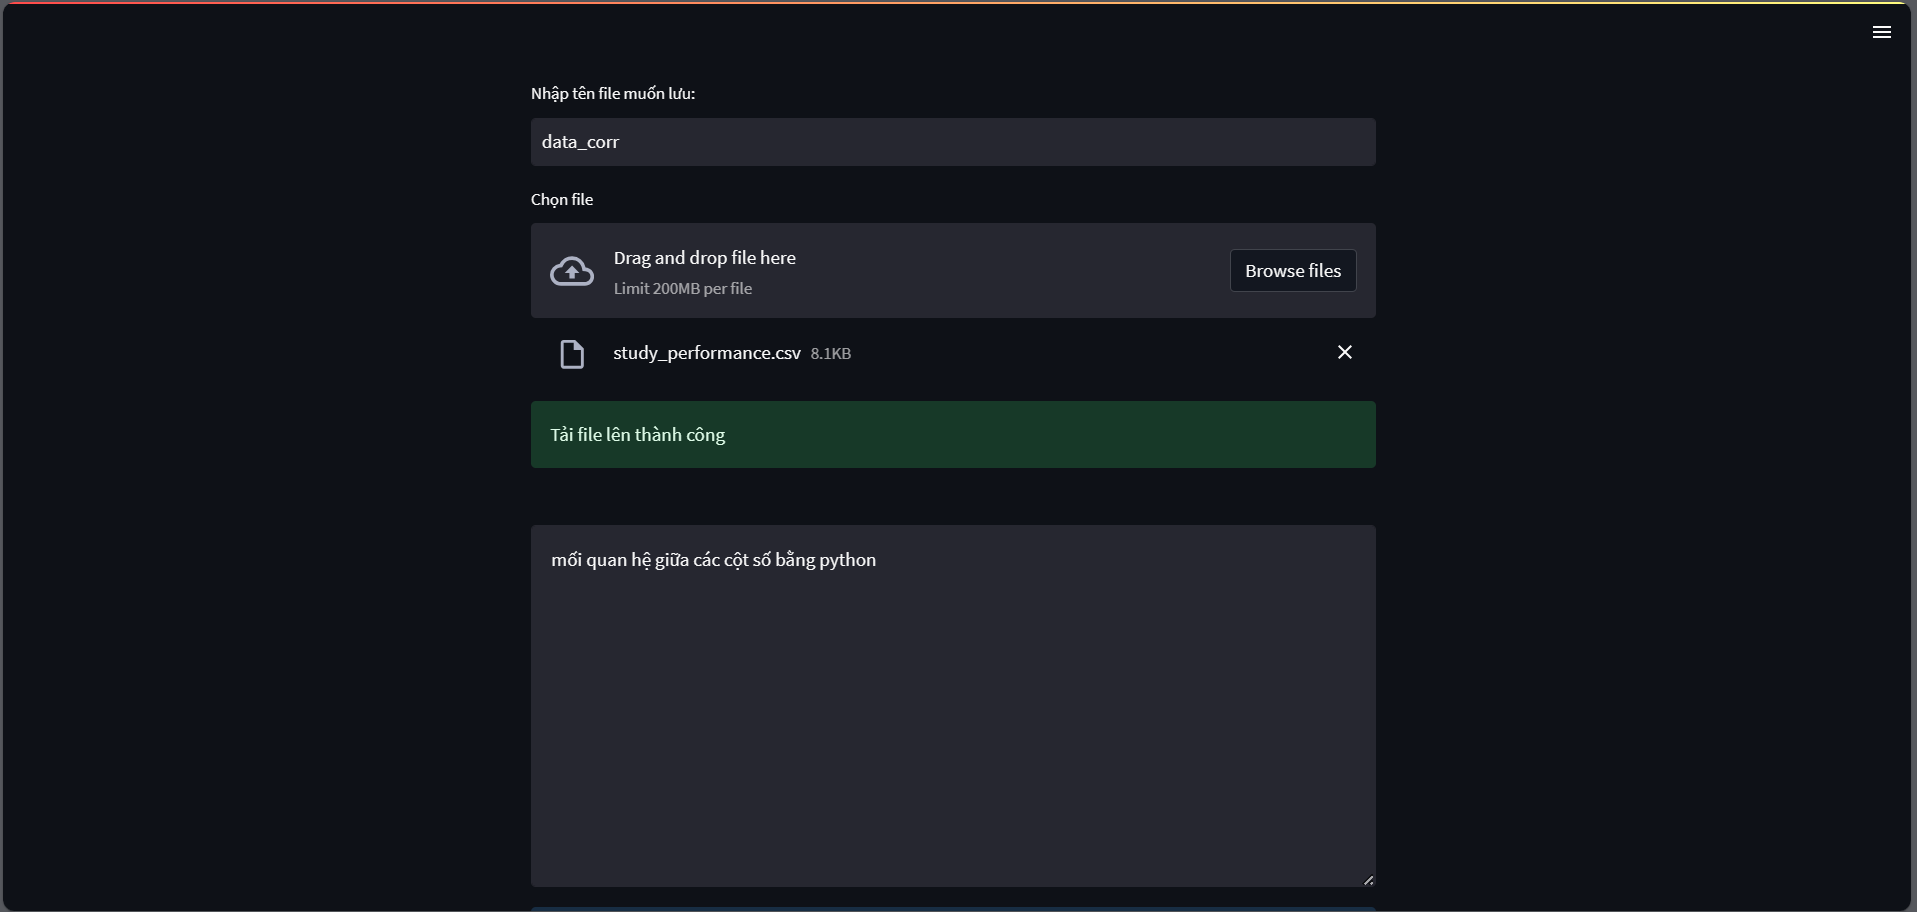 Nhập tên file muốn lưu:
data_corr
Chọn file
Drag and drop file here
Limit 200MB per file
Browse files
study_performance.csv 8.1KB
Tải file lên thành công
mối quan hệ giữa các cột số bằng python